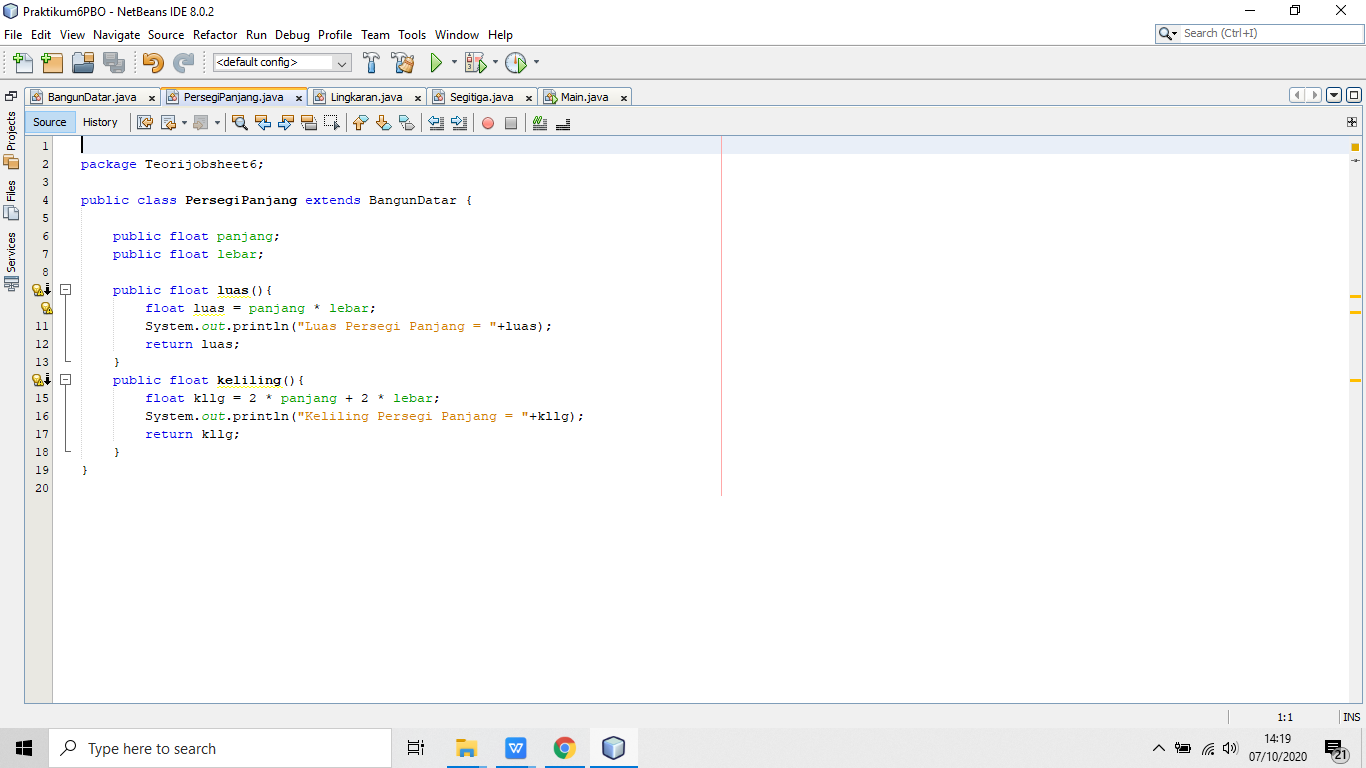 Praktikum6PBO - NetBeans IDE 8.0.2
File Edit View Navigate Source Refactor Run Debug Profile Team Tools Window Help
Search (Ctrl+I)
<default config>
BangunDatar.java PersegiPanjang.java Lingkaran.java Segitiga.java Main.java
Projects
Files
Services
Source History
1
2 package Teorijobsheet6;
3
4 public class PersegiPanjang extends BangunDatar {
5
6 public float panjang;
7 public float lebar;
8
public float luas(){
float luas = panjang * lebar;
11 System.out.println("Luas Persegi Panjang = "+luas);
12 return luas;
13 }
public float keliling(){
15 float kllg = 2 * panjang + 2 * lebar;
16 System.out.println("Keliling Persegi Panjang = "+kllg);
17 return kllg;
18 }
19 }
20
1:1 INS
Type here to search
14:19
07/10/2020
21